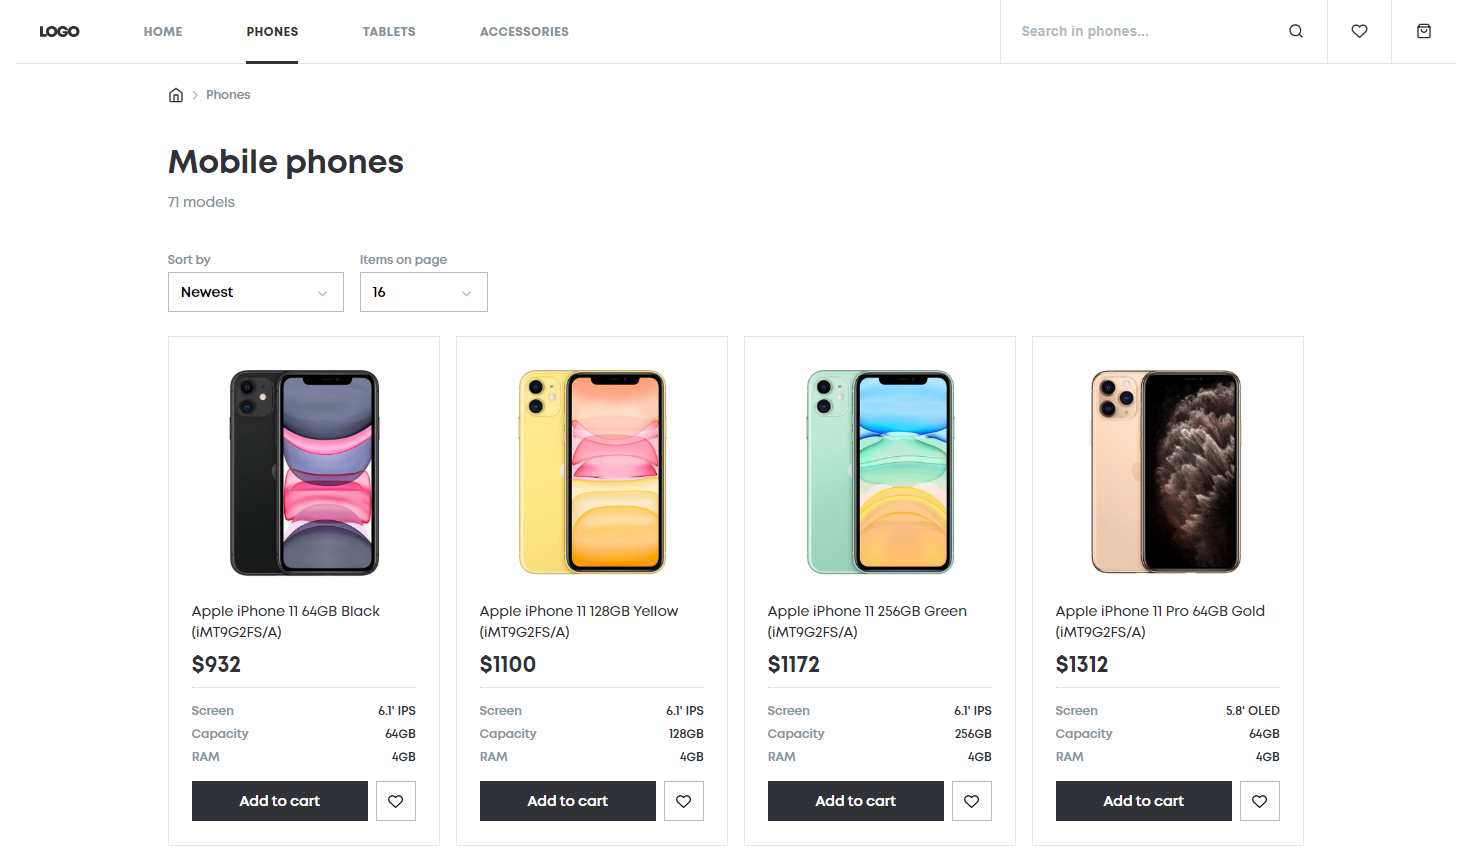 LOGO HOME PHONES TABLETS ACCESSORIES Search in phones...
Phones
Mobile phones
71 models
Sort by Items on page
Newest 16
Apple iPhone 11 64GB Black
(iMT9G2FS/A)
$932
Screen 6.1' IPS
Capacity 64GB
RAM 4GB
Add to cart
Apple iPhone 11 128GB Yellow
(iMT9G2FS/A)
$1100
Screen 6.1' IPS
Capacity 128GB
RAM 4GB
Add to cart
Apple iPhone 11 256GB Green
(iMT9G2FS/A)
$1172
Screen 6.1' IPS
Capacity 256GB
RAM 4GB
Add to cart
Apple iPhone 11 Pro 64GB Gold
(iMT9G2FS/A)
$1312
Screen 5.8' OLED
Capacity 64GB
RAM 4GB
Add to cart